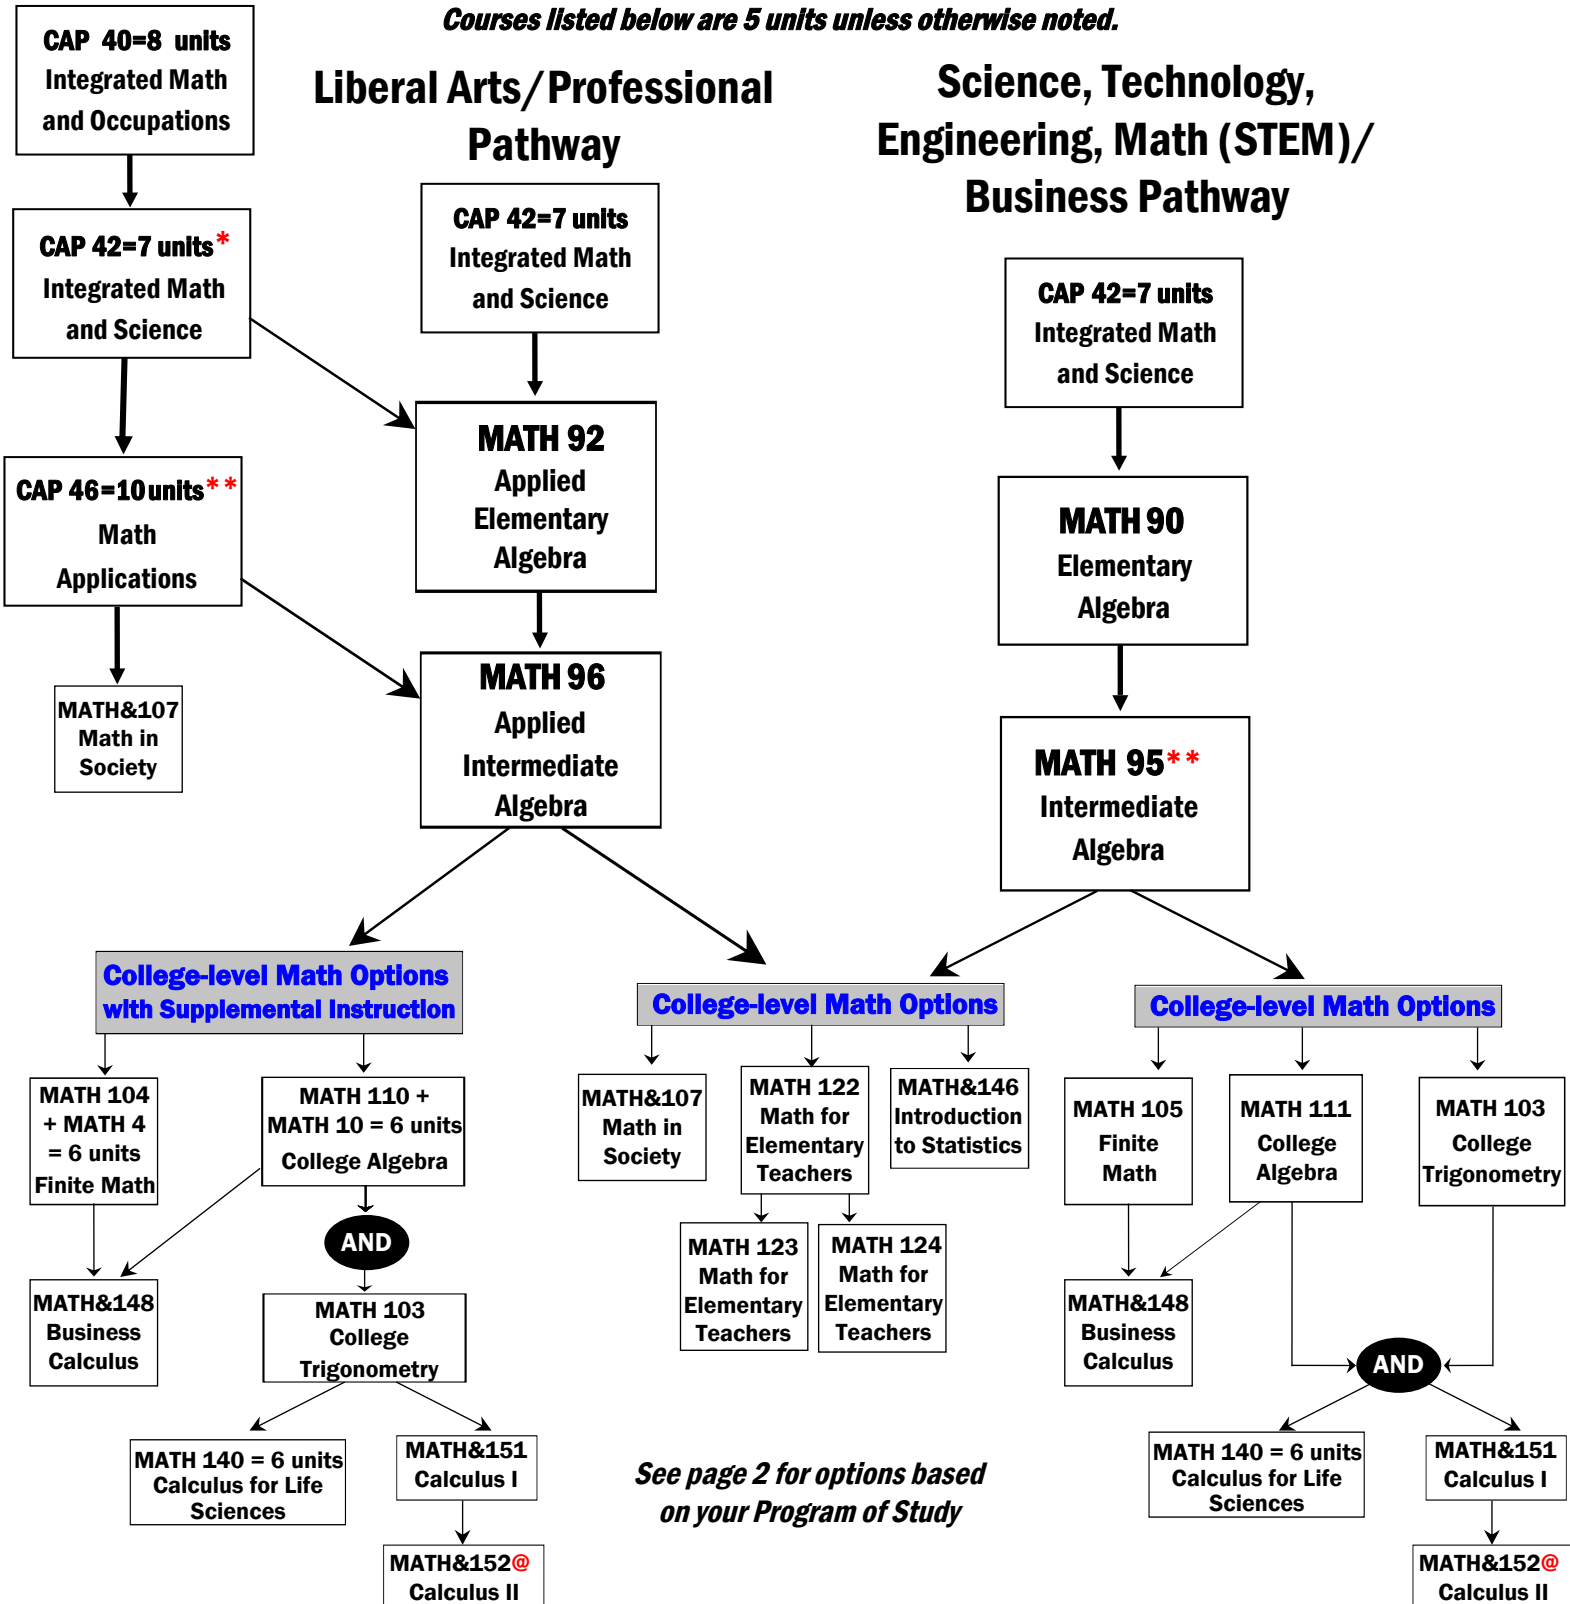 Courses listed below are 5 units unless otherwise noted.
CAP 40=8 units
Integrated Math
and Occupations
CAP 42=7 units*
Integrated Math
and Science
CAP 46=10 units**
Math
Applications
MATH&107
Math in
Society
Liberal Arts/Professional
Pathway
CAP 42=7 units
Integrated Math
and Science
MATH 92
Applied
Elementary
Algebra
MATH 96
Applied
Intermediate
Algebra
Science, Technology,
Engineering, Math (STEM)/
Business Pathway
CAP 42=7 units
Integrated Math
and Science
MATH 90
Elementary
Algebra
MATH 95**
Intermediate
Algebra
College-level Math Options
with Supplemental Instruction
MATH 104
+ MATH 4
= 6 units
Finite Math
MATH 110 +
MATH 10 = 6 units
College Algebra
AND
MATH&148
Business
Calculus
MATH 103
College
Trigonometry
MATH 140 = 6 units
Calculus for Life
Sciences
MATH&151
Calculus I
MATH&152@
Calculus II
College-level Math Options
MATH&107
Math in
Society
MATH 122
Math for
Elementary
Teachers
MATH&146
Introduction
to Statistics
MATH 123
Math for
Elementary
Teachers
MATH 124
Math for
Elementary
Teachers
See page 2 for options based
on your Program of Study
College-level Math Options
MATH 105
Finite
Math
MATH 111
College
Algebra
MATH 103
College
Trigonometry
MATH&148
Business
Calculus
AND
MATH 140 = 6 units
Calculus for Life
Sciences
MATH&151
Calculus I
MATH&152@
Calculus II